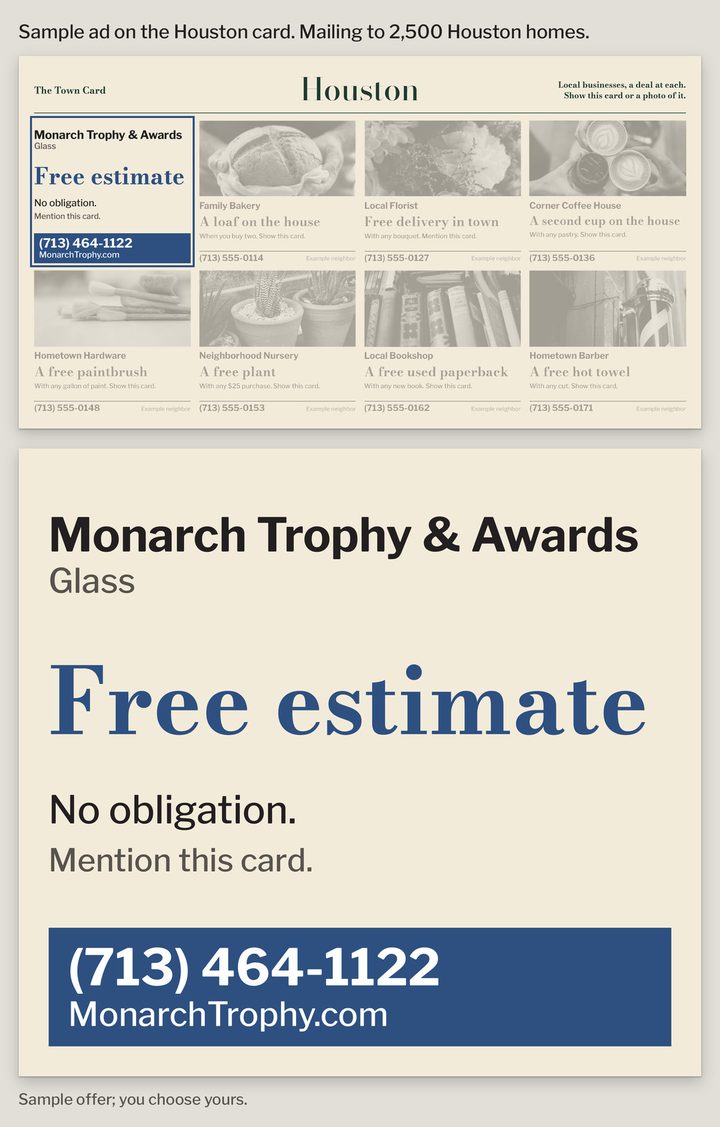 Sample ad on the Houston card. Mailing to 2,500 Houston homes.
The Town Card
Houston
Local businesses, a deal at each.
Show this card or a photo of it.
Monarch Trophy & Awards
Glass
Free estimate
No obligation.
Mention this card.
(713) 464-1122
MonarchTrophy.com
Family Bakery
A loaf on the house
When you buy two. Show this card.
(713) 555-0114
Example neighbor
Local Florist
Free delivery in town
With any bouquet. Mention this card.
(713) 555-0127
Example neighbor
Corner Coffee House
A second cup on the house
With any pastry. Show this card.
(713) 555-0136
Example neighbor
Hometown Hardware
A free paintbrush
With any gallon of paint. Show this card.
(713) 555-0148
Example neighbor
Neighborhood Nursery
A free plant
With any $25 purchase. Show this card.
(713) 555-0153
Example neighbor
Local Bookshop
A free used paperback
With any new book. Show this card.
(713) 555-0162
Example neighbor
Hometown Barber
A free hot towel
With any cut. Show this card.
(713) 555-0171
Example neighbor
Monarch Trophy & Awards
Glass
Free estimate
No obligation.
Mention this card.
(713) 464-1122
MonarchTrophy.com
Sample offer; you choose yours.